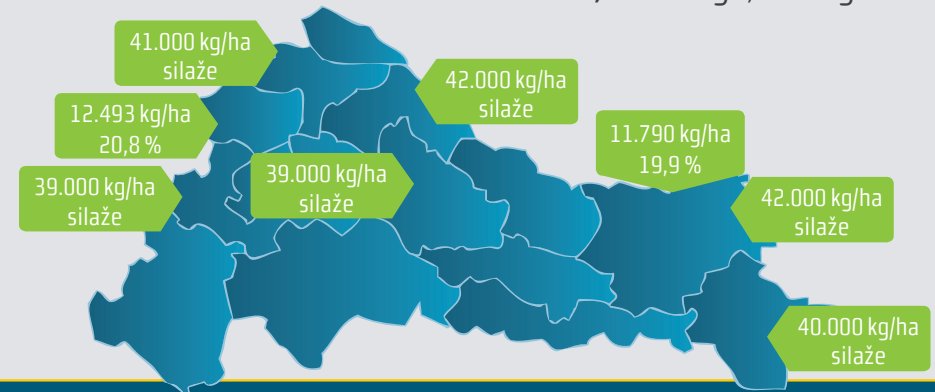 41.000 kg/ha
silaže
42.000 kg/ha
silaže
12.493 kg/ha
20,8 %
11.790 kg/ha
19,9 %
39.000 kg/ha
silaže
39.000 kg/ha
silaže
42.000 kg/ha
silaže
40.000 kg/ha
silaže